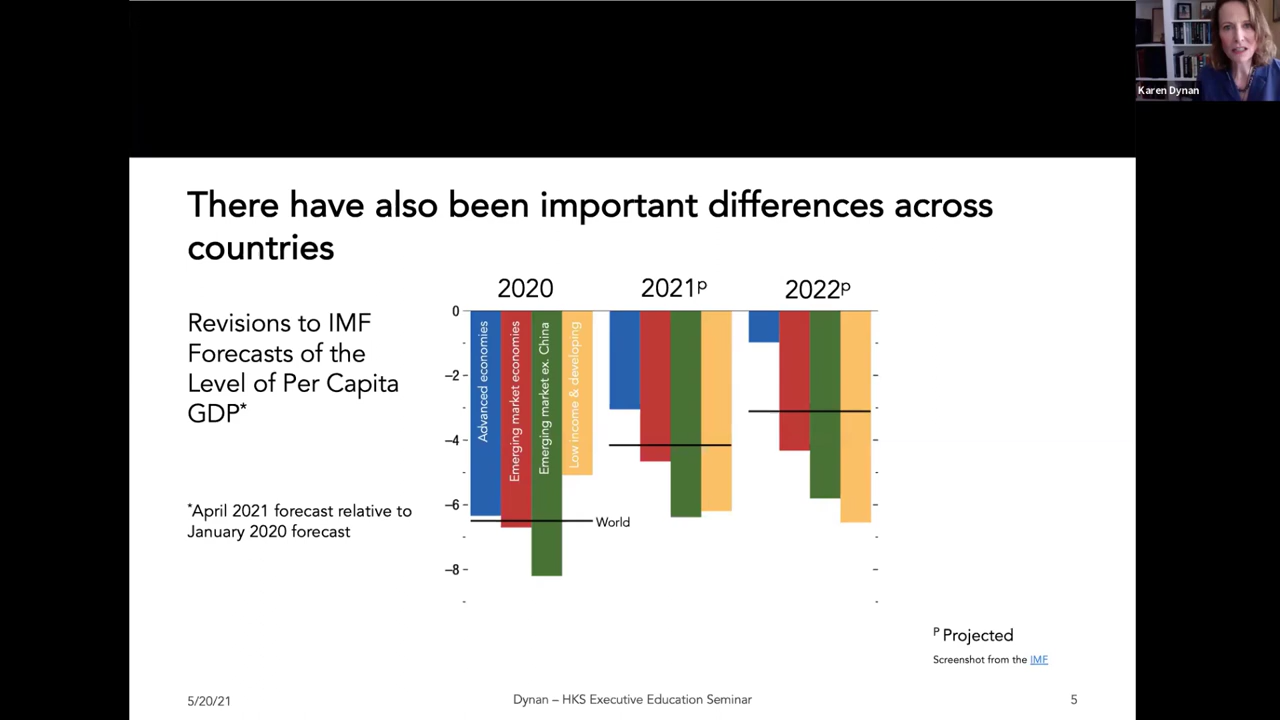 Karen Dynan
There have also been important differences across
countries
Revisions to IMF
Forecasts of the
Level of Per Capita
GDP*
*April 2021 forecast relative to
January 2020 forecast
2020
2021ᵖ
2022ᵖ
0
–2
–4
–6
–8
Advanced economies
Emerging market economies
Emerging market ex. China
Low income & developing
World
ᵖ Projected
Screenshot from the IMF
5/20/21
Dynan – HKS Executive Education Seminar
5